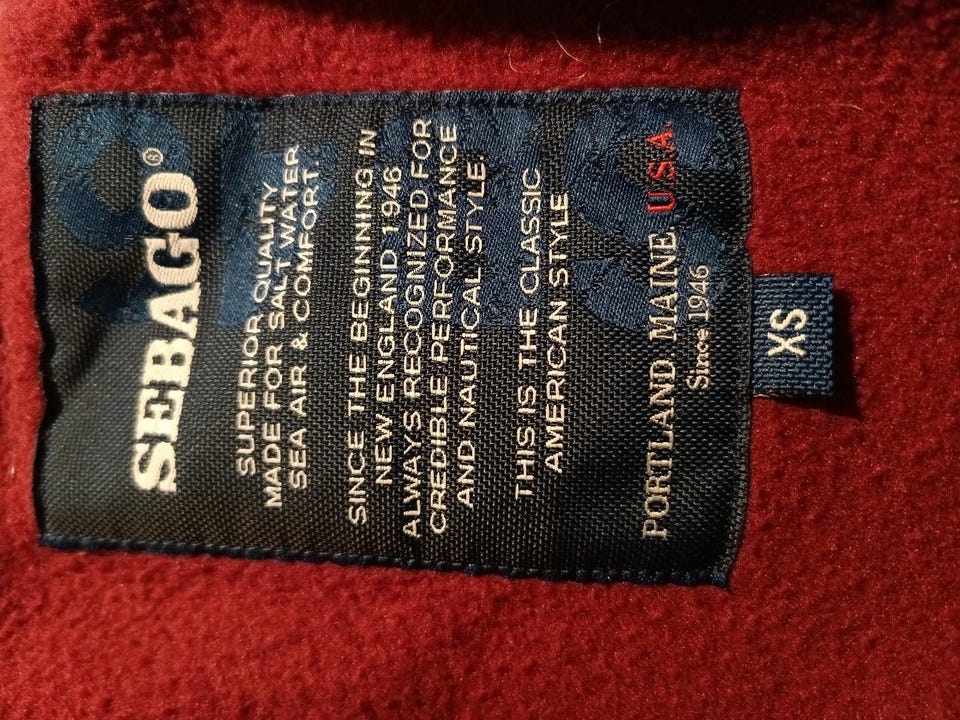 SEBAGO®
SUPERIOR QUALITY
MADE FOR SALT WATER
SEA AIR & COMFORT.
SINCE THE BEGINNING IN
NEW ENGLAND 1946
ALWAYS RECOGNIZED FOR
CREDIBLE PERFORMANCE
AND NAUTICAL STYLE.
THIS IS THE CLASSIC
AMERICAN STYLE
PORTLAND, MAINE. U.S.A.
Since 1946
XS